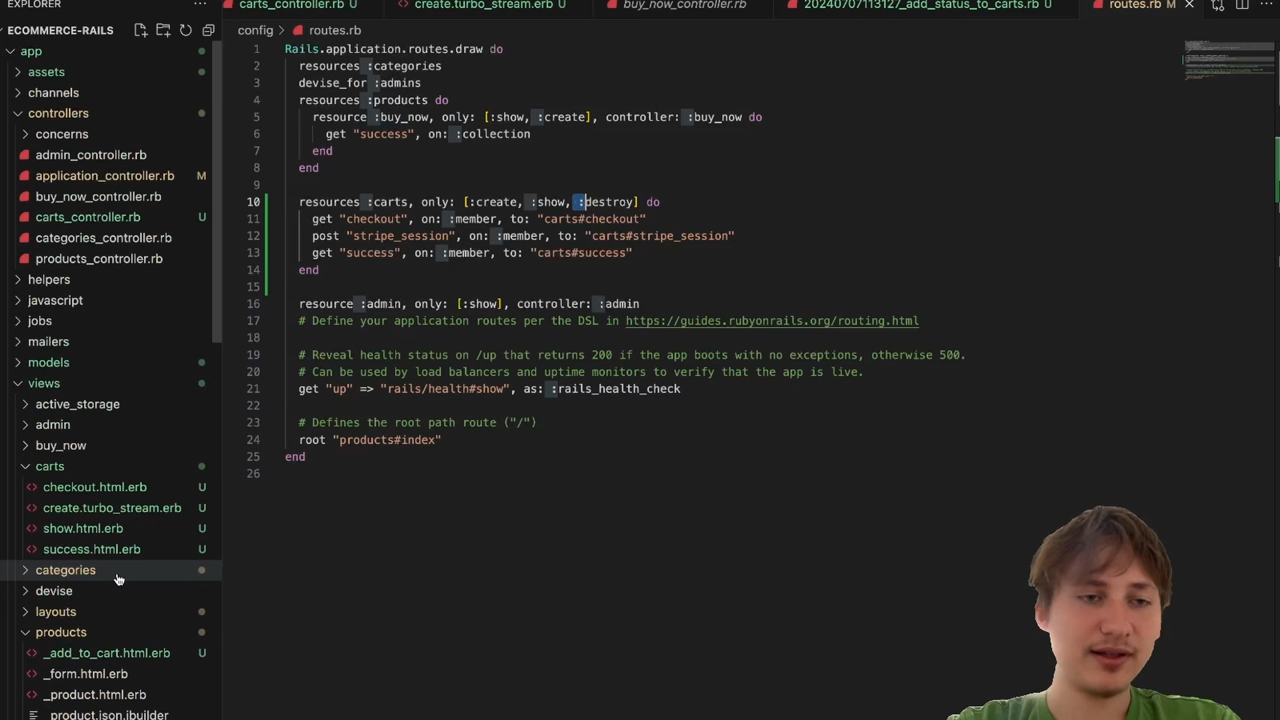 EXPLORER
carts_controller.rb
create.turbo_stream.erb
buy_now_controller.rb
20240707113127_add_status_to_carts.rb
routes.rb M
ECOMMERCE-RAILS
app
assets
channels
controllers
concerns
admin_controller.rb
application_controller.rb M
buy_now_controller.rb
carts_controller.rb U
categories_controller.rb
products_controller.rb
helpers
javascript
jobs
mailers
models
views
active_storage
admin
buy_now
carts
checkout.html.erb U
create.turbo_stream.erb U
show.html.erb U
success.html.erb U
categories
devise
layouts
products
_add_to_cart.html.erb U
_form.html.erb
_product.html.erb
_product.json.jbuilder
config > routes.rb
1 Rails.application.routes.draw do
2 resources :categories
3 devise_for :admins
4 resources :products do
5 resource :buy_now, only: [:show, :create], controller: :buy_now do
6 get "success", on: :collection
7 end
8 end
9
10 resources :carts, only: [:create, :show, :destroy] do
11 get "checkout", on: :member, to: "carts#checkout"
12 post "stripe_session", on: :member, to: "carts#stripe_session"
13 get "success", on: :member, to: "carts#success"
14 end
15
16 resource :admin, only: [:show], controller: :admin
17 # Define your application routes per the DSL in https://guides.rubyonrails.org/routing.html
18
19 # Reveal health status on /up that returns 200 if the app boots with no exceptions, otherwise 500.
20 # Can be used by load balancers and uptime monitors to verify that the app is live.
21 get "up" => "rails/health#show", as: :rails_health_check
22
23 # Defines the root path route ("/")
24 root "products#index"
25 end
26